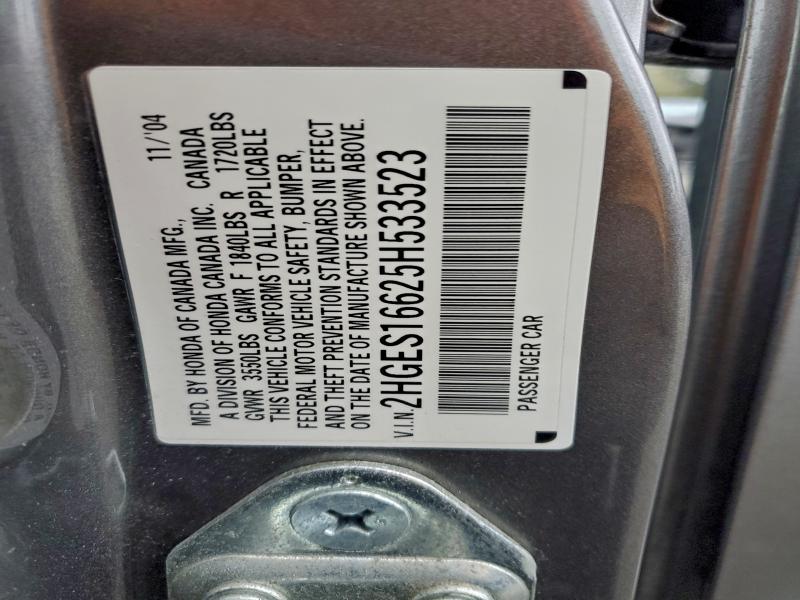 MFD. BY HONDA OF CANADA MFG., 11/'04
A DIVISION OF HONDA CANADA INC. CANADA
GVWR 3550LBS GAWR F 1840LBS R 1720LBS
THIS VEHICLE CONFORMS TO ALL APPLICABLE
FEDERAL MOTOR VEHICLE SAFETY, BUMPER,
AND THEFT PREVENTION STANDARDS IN EFFECT
ON THE DATE OF MANUFACTURE SHOWN ABOVE.
V.I.N. 2HGES16625H533523
PASSENGER CAR